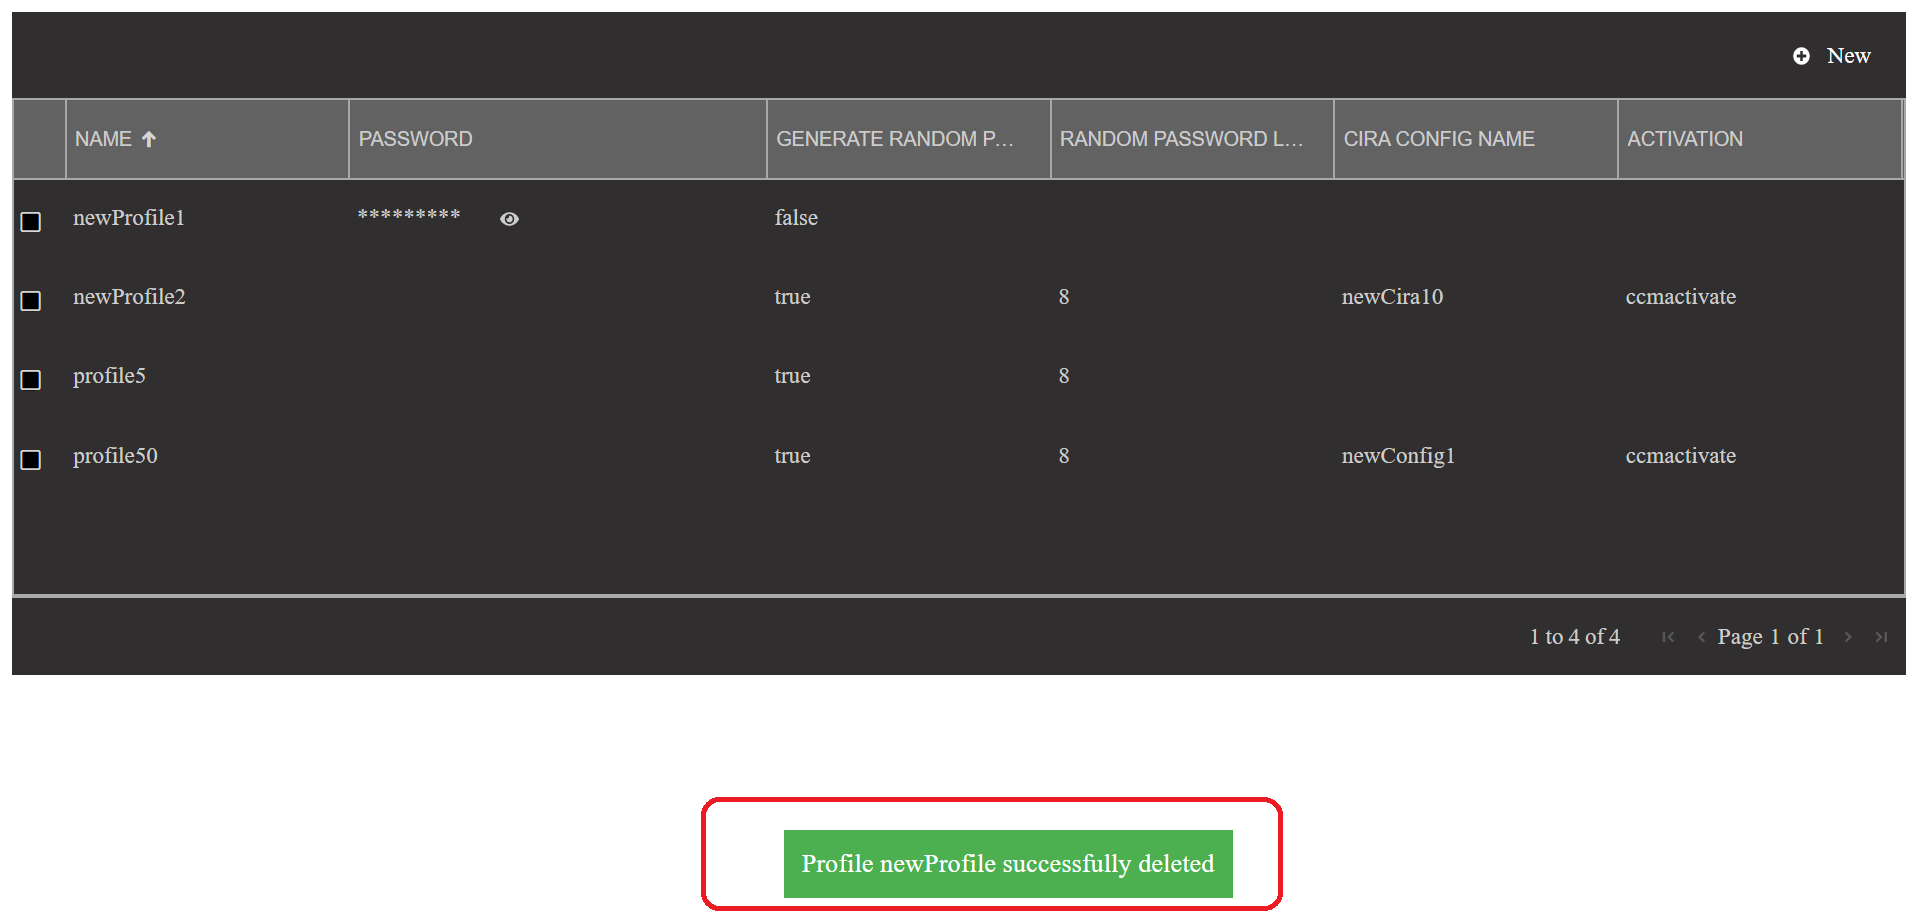 New
NAME PASSWORD GENERATE RANDOM P... RANDOM PASSWORD L... CIRA CONFIG NAME ACTIVATION
newProfile1 ********* false
newProfile2 true 8 newCira10 ccmactivate
profile5 true 8
profile50 true 8 newConfig1 ccmactivate
1 to 4 of 4 Page 1 of 1
Profile newProfile successfully deleted